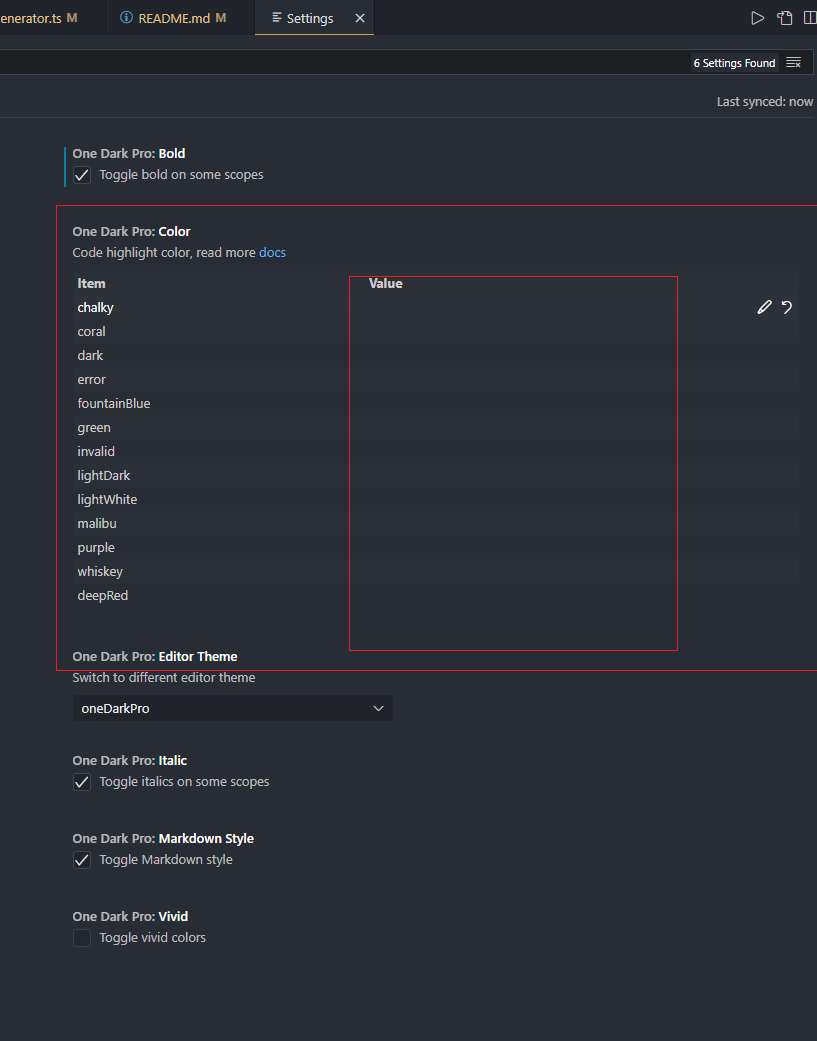 enerator.ts M README.md M Settings
6 Settings Found
Last synced: now
One Dark Pro: Bold
Toggle bold on some scopes
One Dark Pro: Color
Code highlight color, read more docs
Item Value
chalky
coral
dark
error
fountainBlue
green
invalid
lightDark
lightWhite
malibu
purple
whiskey
deepRed
One Dark Pro: Editor Theme
Switch to different editor theme
oneDarkPro
One Dark Pro: Italic
Toggle italics on some scopes
One Dark Pro: Markdown Style
Toggle Markdown style
One Dark Pro: Vivid
Toggle vivid colors